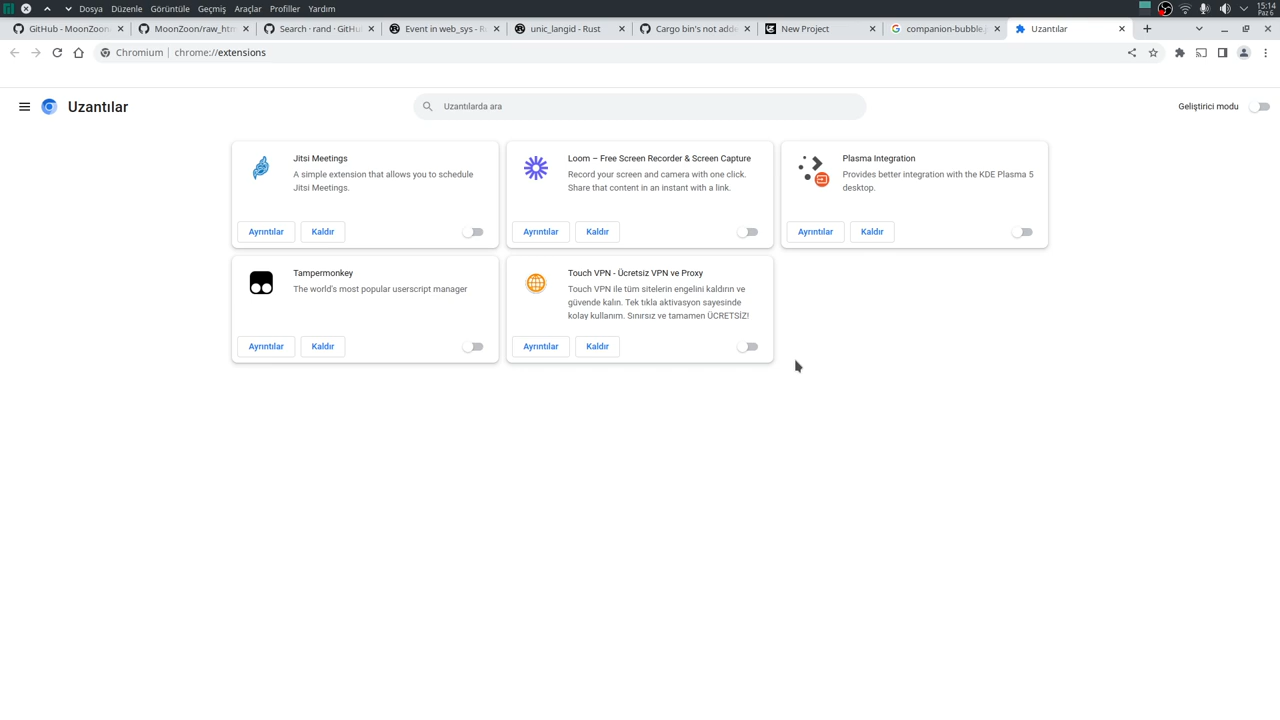 Dosya Düzenle Görüntüle Geçmiş Araçlar Profiller Yardım
15:14
Paz 6
GitHub - MoonZoon
MoonZoon/raw_htm
Search · rand · GitHub
Event in web_sys - Ru
unic_langid - Rust
Cargo bin's not adde
New Project
companion-bubble.j
Uzantılar
Chromium chrome://extensions
Uzantılar
Uzantılarda ara
Geliştirici modu
Jitsi Meetings
A simple extension that allows you to schedule
Jitsi Meetings.
Ayrıntılar Kaldır
Loom – Free Screen Recorder & Screen Capture
Record your screen and camera with one click.
Share that content in an instant with a link.
Ayrıntılar Kaldır
Plasma Integration
Provides better integration with the KDE Plasma 5
desktop.
Ayrıntılar Kaldır
Tampermonkey
The world's most popular userscript manager
Ayrıntılar Kaldır
Touch VPN - Ücretsiz VPN ve Proxy
Touch VPN ile tüm sitelerin engelini kaldırın ve
güvende kalın. Tek tıkla aktivasyon sayesinde
kolay kullanım. Sınırsız ve tamamen ÜCRETSİZ!
Ayrıntılar Kaldır